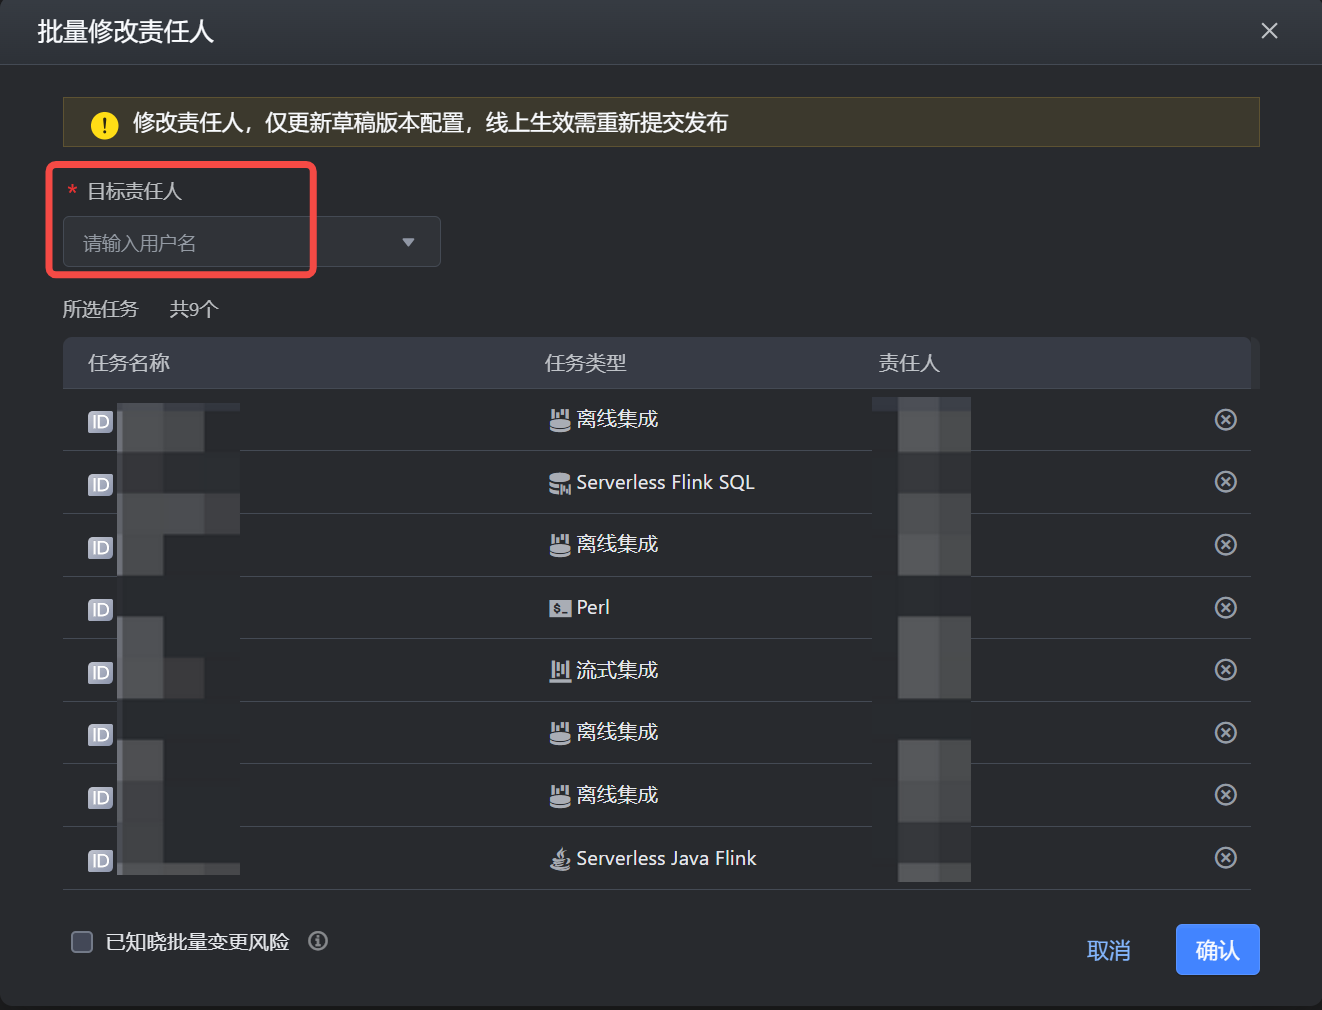 批量修改责任人
修改责任人，仅更新草稿版本配置，线上生效需重新提交发布
* 目标责任人
请输入用户名
所选任务 共9个
任务名称 任务类型 责任人
ID 离线集成
ID Serverless Flink SQL
ID 离线集成
ID $_ Perl
ID 流式集成
ID 离线集成
ID 离线集成
ID Serverless Java Flink
已知晓批量变更风险
取消 确认